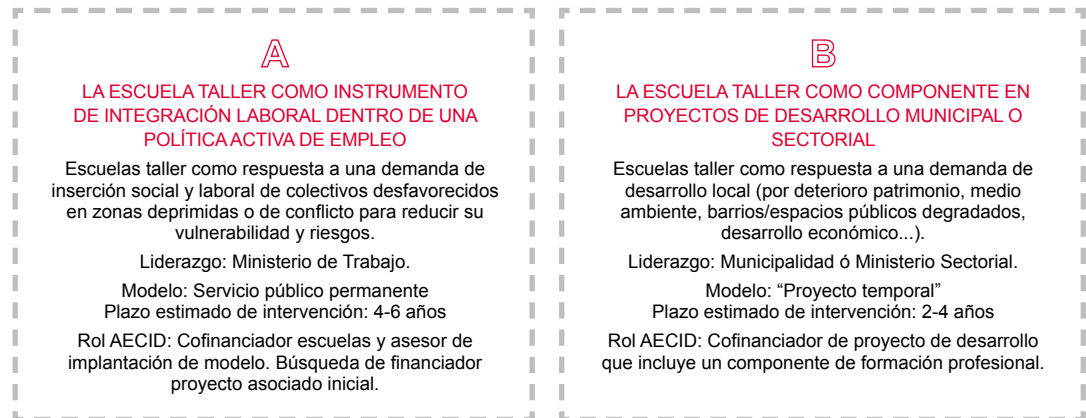 A
LA ESCUELA TALLER COMO INSTRUMENTO
DE INTEGRACIÓN LABORAL DENTRO DE UNA
POLÍTICA ACTIVA DE EMPLEO
Escuelas taller como respuesta a una demanda de
inserción social y laboral de colectivos desfavorecidos
en zonas deprimidas o de conflicto para reducir su
vulnerabilidad y riesgos.
Liderazgo: Ministerio de Trabajo.
Modelo: Servicio público permanente
Plazo estimado de intervención: 4-6 años
Rol AECID: Cofinanciador escuelas y asesor de
implantación de modelo. Búsqueda de financiador
proyecto asociado inicial.
B
LA ESCUELA TALLER COMO COMPONENTE EN
PROYECTOS DE DESARROLLO MUNICIPAL O
SECTORIAL
Escuelas taller como respuesta a una demanda de
desarrollo local (por deterioro patrimonio, medio
ambiente, barrios/espacios públicos degradados,
desarrollo económico...).
Liderazgo: Municipalidad ó Ministerio Sectorial.
Modelo: “Proyecto temporal”
Plazo estimado de intervención: 2-4 años
Rol AECID: Cofinanciador de proyecto de desarrollo
que incluye un componente de formación profesional.